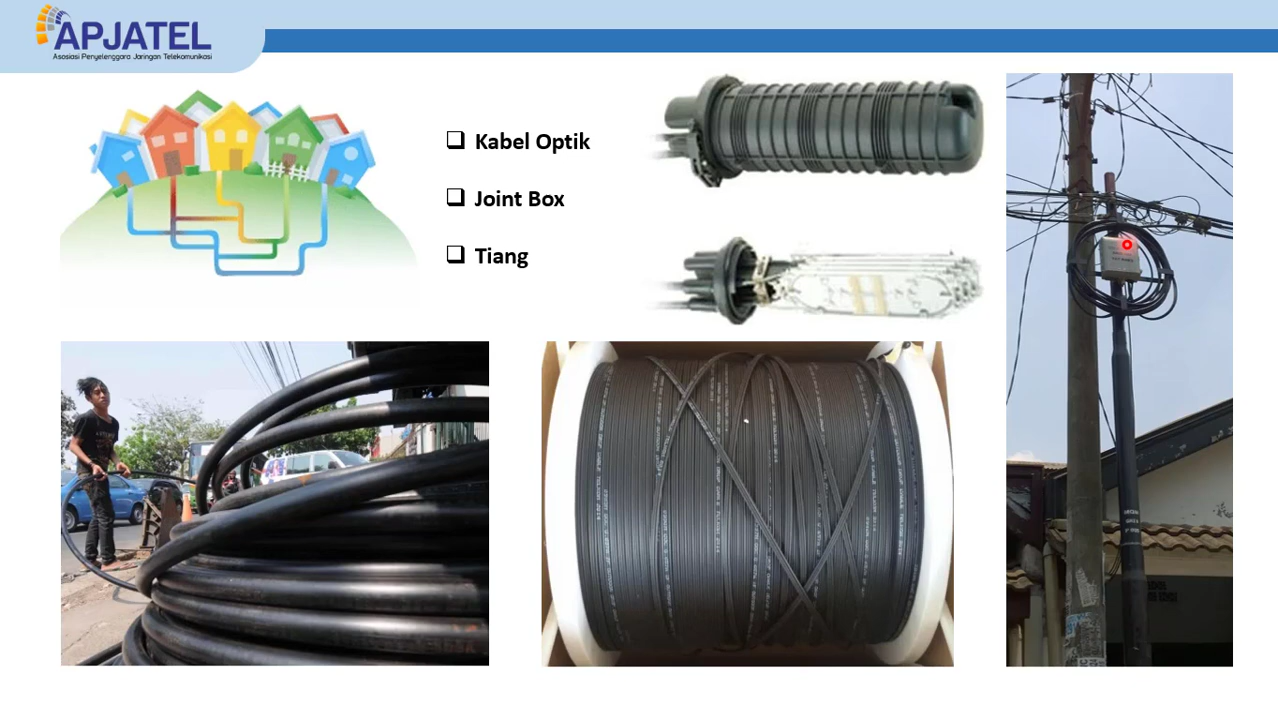 APJATEL
Asosiasi Penyelenggara Jaringan Telekomunikasi
Kabel Optik
Joint Box
Tiang